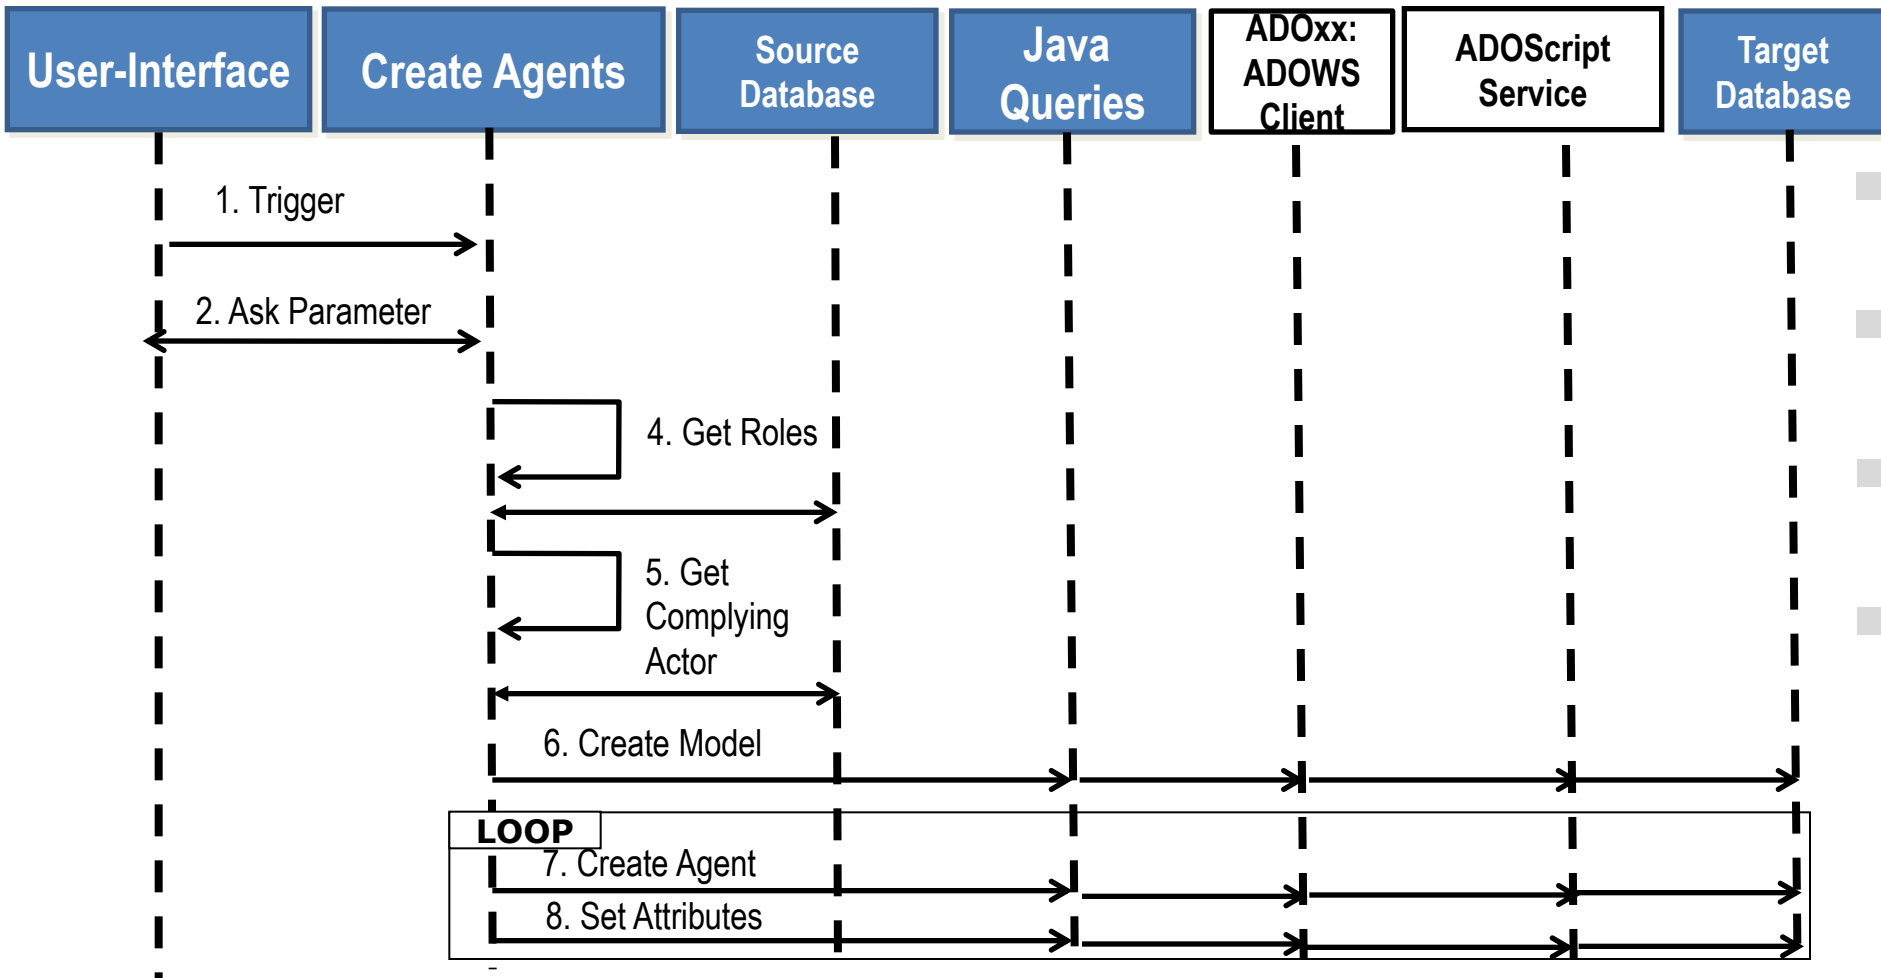 User-Interface
Create Agents
Source
Database
Java
Queries
ADOxx:
ADOWS
Client
ADOScript
Service
Target
Database
1. Trigger
2. Ask Parameter
4. Get Roles
5. Get
Complying
Actor
6. Create Model
LOOP
7. Create Agent
8. Set Attributes